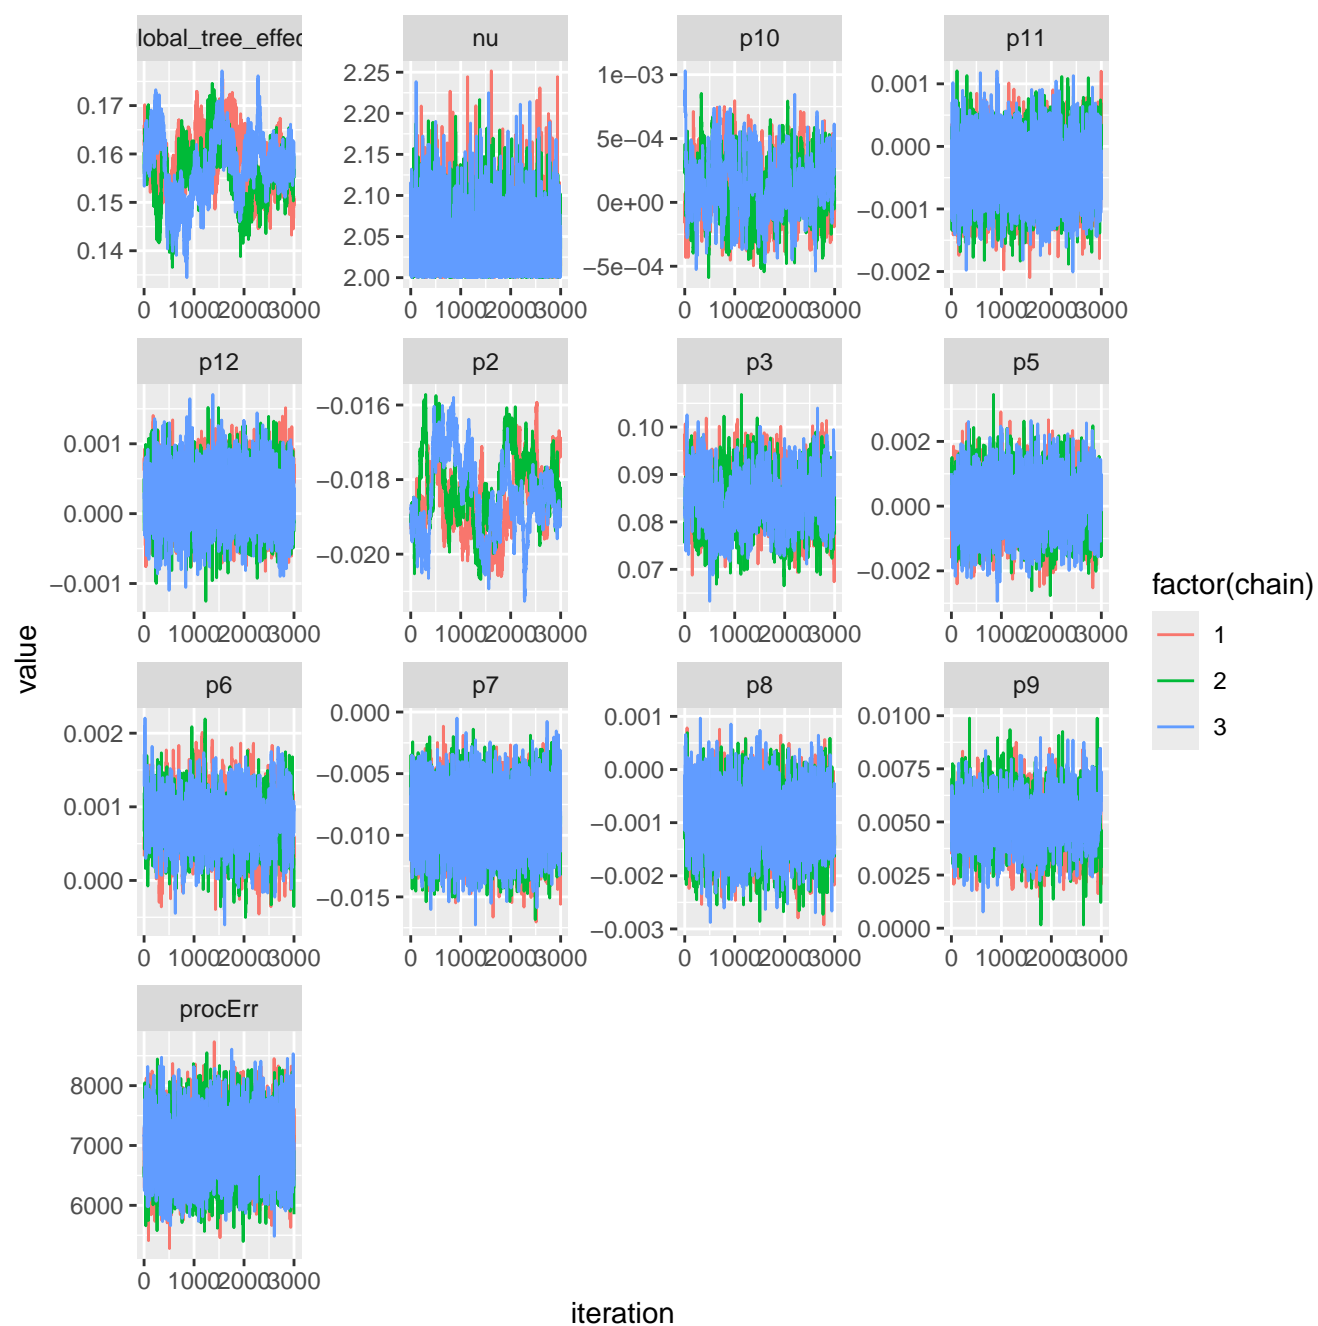 lobal_tree_effec
nu
p10
p11
2.25
2.20
2.15
2.10
2.05
2.00
0.17
0.16
0.15
0.14
1e−03
5e−04
0e+00
−5e−04
0.001
0.000
−0.001
−0.002
0 1000 2000 3000
0 1000 2000 3000
0 1000 2000 3000
0 1000 2000 3000
p12
p2
p3
p5
0.001
0.000
−0.001
−0.016
−0.018
−0.020
0.10
0.09
0.08
0.07
0.002
0.000
−0.002
0 1000 2000 3000
0 1000 2000 3000
0 1000 2000 3000
0 1000 2000 3000
p6
p7
p8
p9
0.002
0.001
0.000
0.000
−0.005
−0.010
−0.015
0.001
0.000
−0.001
−0.002
−0.003
0.0100
0.0075
0.0050
0.0025
0.0000
0 1000 2000 3000
0 1000 2000 3000
0 1000 2000 3000
0 1000 2000 3000
procErr
8000
7000
6000
0 1000 2000 3000
value
iteration
factor(chain)
1
2
3